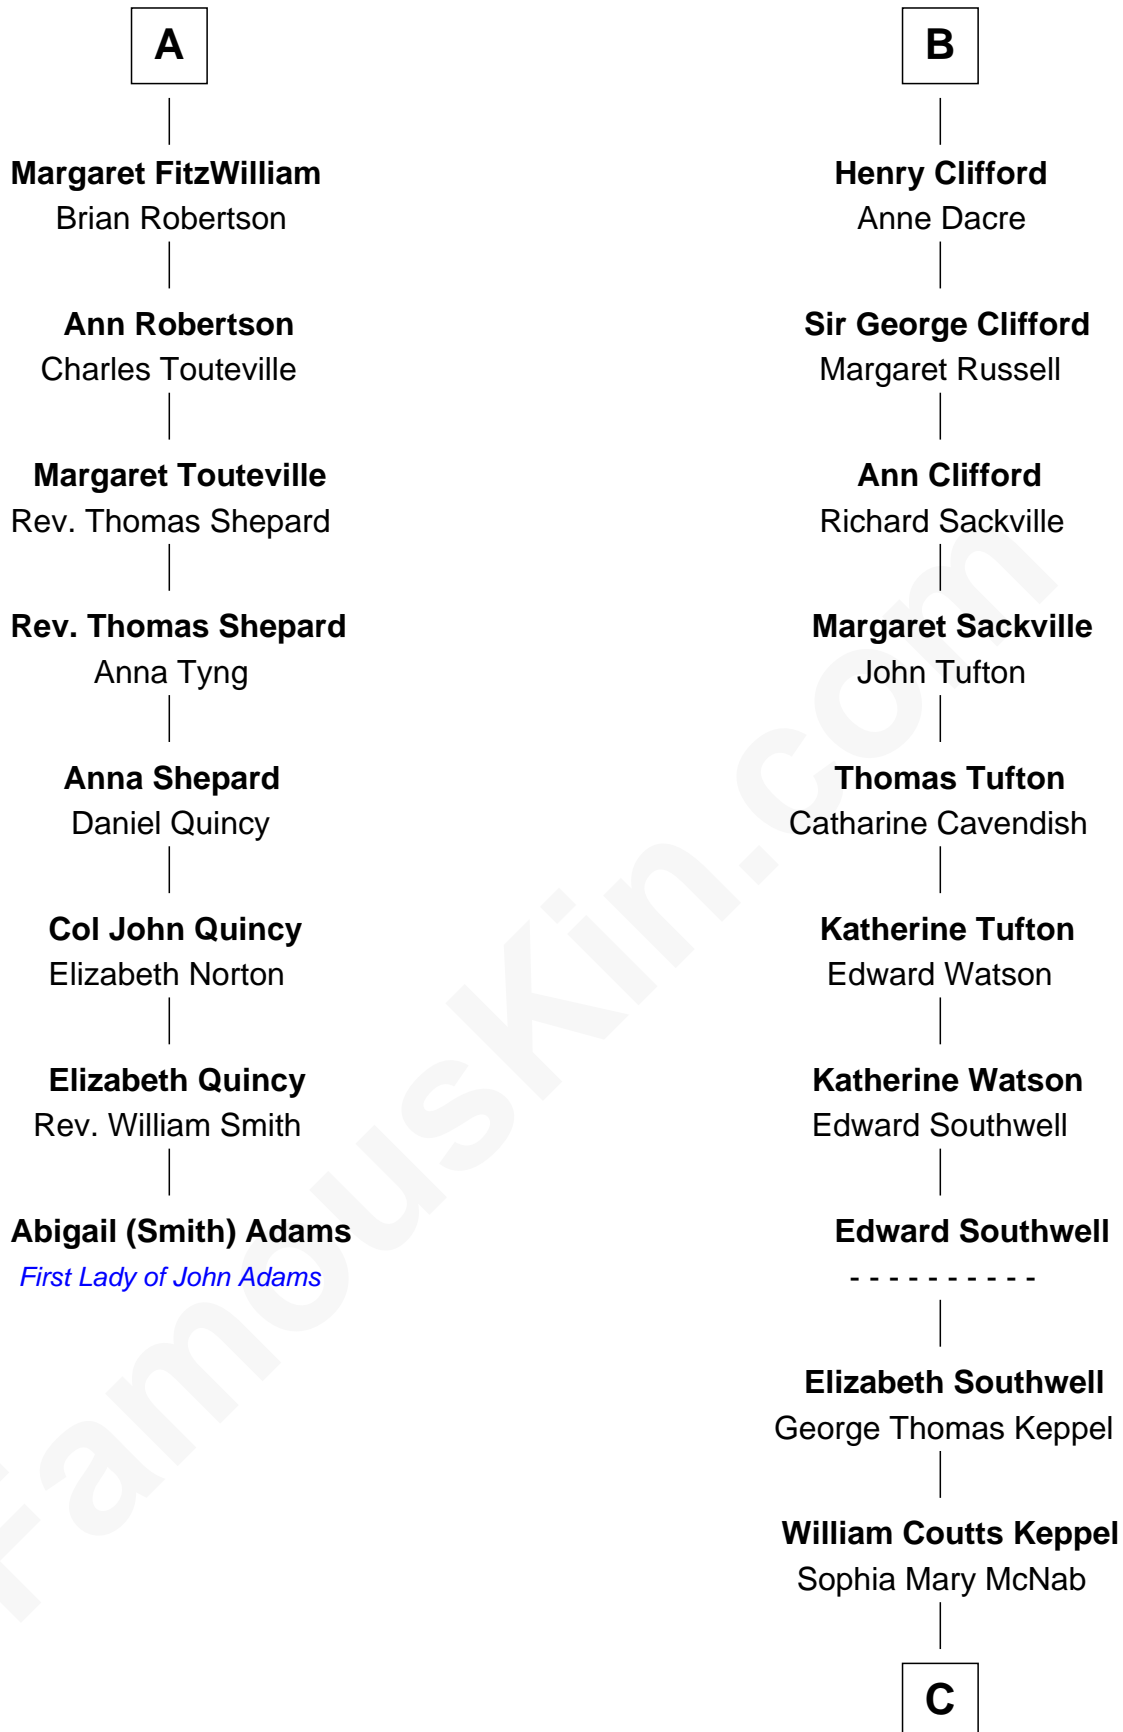 A
Margaret FitzWilliam
Brian Robertson
Ann Robertson
Charles Touteville
Margaret Touteville
Rev. Thomas Shepard
Rev. Thomas Shepard
Anna Tyng
Anna Shepard
Daniel Quincy
Col John Quincy
Elizabeth Norton
Elizabeth Quincy
Rev. William Smith
Abigail (Smith) Adams
First Lady of John Adams
B
Henry Clifford
Anne Dacre
Sir George Clifford
Margaret Russell
Ann Clifford
Richard Sackville
Margaret Sackville
John Tufton
Thomas Tufton
Catharine Cavendish
Katherine Tufton
Edward Watson
Katherine Watson
Edward Southwell
Edward Southwell
- - - - - - - - - -
Elizabeth Southwell
George Thomas Keppel
William Coutts Keppel
Sophia Mary McNab
C
FamousKin.com